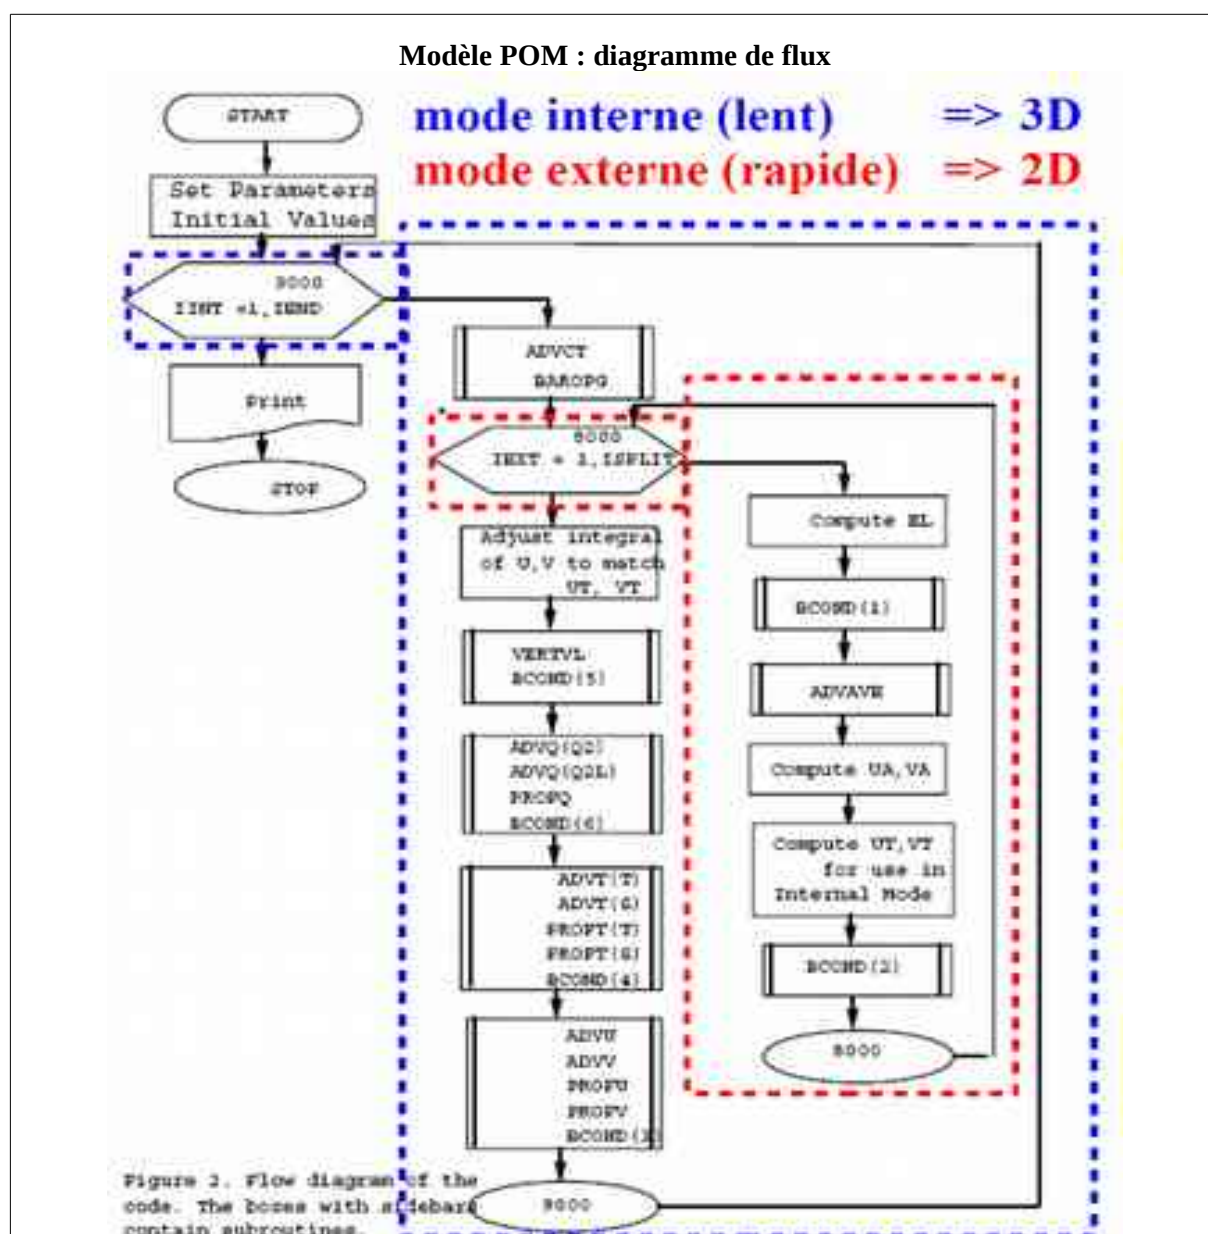 Modèle POM : diagramme de flux
mode interne (lent) => 3D
mode externe (rapide) => 2D
START
Set Parameters
Initial Values
9000
IINT =1,IEND
Print
STOP
ADVCT
BAROPG
8000
IEXT = 1,ISPLIT
Adjust integral
of U,V to match
UT, VT
VERTVL
BCOND(5)
ADVQ(Q2)
ADVQ(Q2L)
PROFQ
BCOND(6)
ADVT(T)
ADVT(S)
PROFT(T)
PROFT(S)
BCOND(4)
ADVU
ADVV
PROFU
PROFV
9000
Compute EL
BCOND(1)
ADVAVE
Compute UA,VA
Compute UT,VT
for use in
Internal Mode
BCOND(2)
8000
Figure 2. Flow diagram of the
code. The boxes with sidebars
contain subroutines.